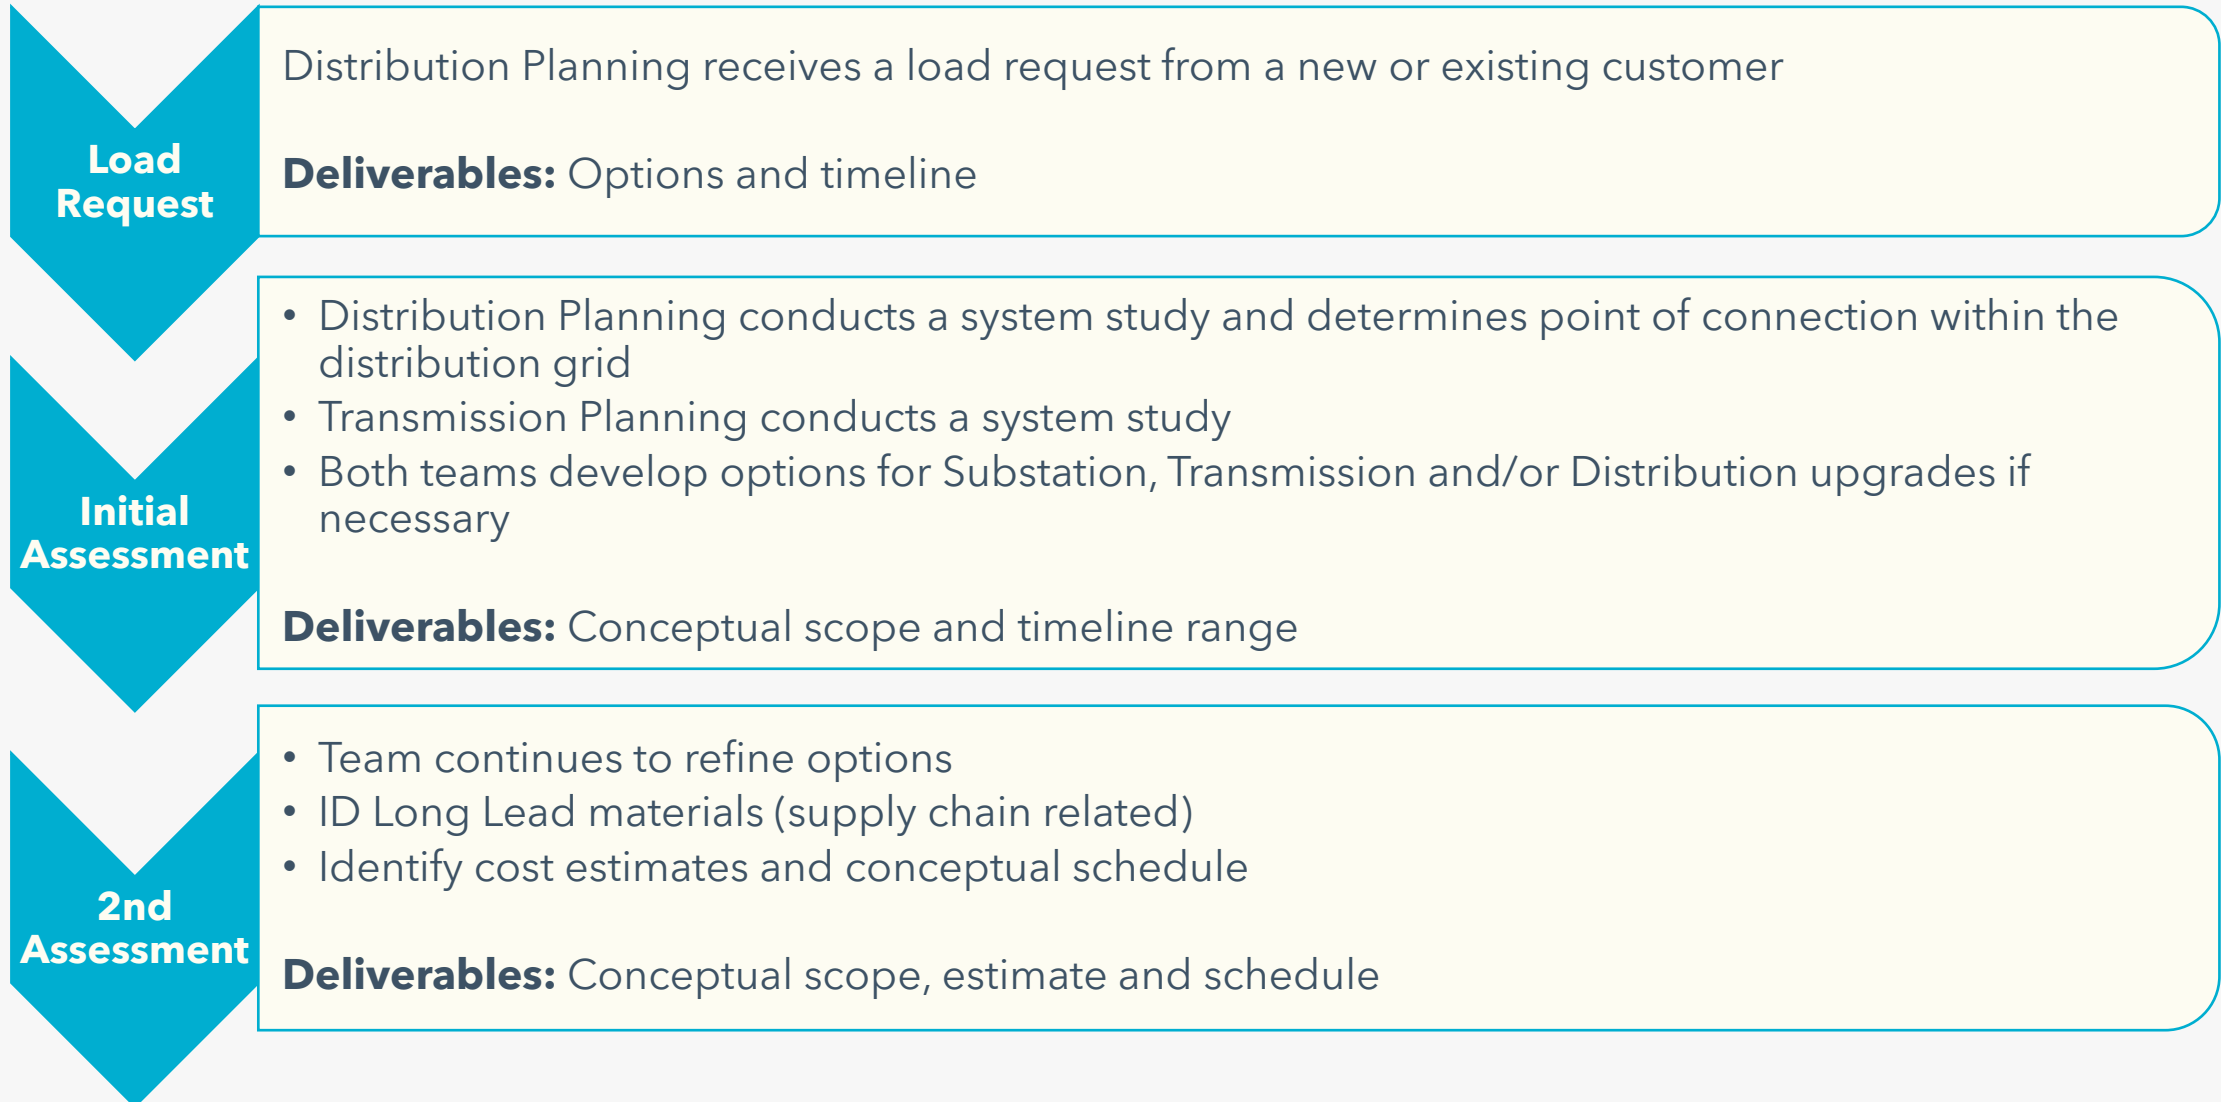 Load
Request
Distribution Planning receives a load request from a new or existing customer
Deliverables: Options and timeline
Initial
Assessment
• Distribution Planning conducts a system study and determines point of connection within the
distribution grid
• Transmission Planning conducts a system study
• Both teams develop options for Substation, Transmission and/or Distribution upgrades if
necessary
Deliverables: Conceptual scope and timeline range
2nd
Assessment
• Team continues to refine options
• ID Long Lead materials (supply chain related)
• Identify cost estimates and conceptual schedule
Deliverables: Conceptual scope, estimate and schedule